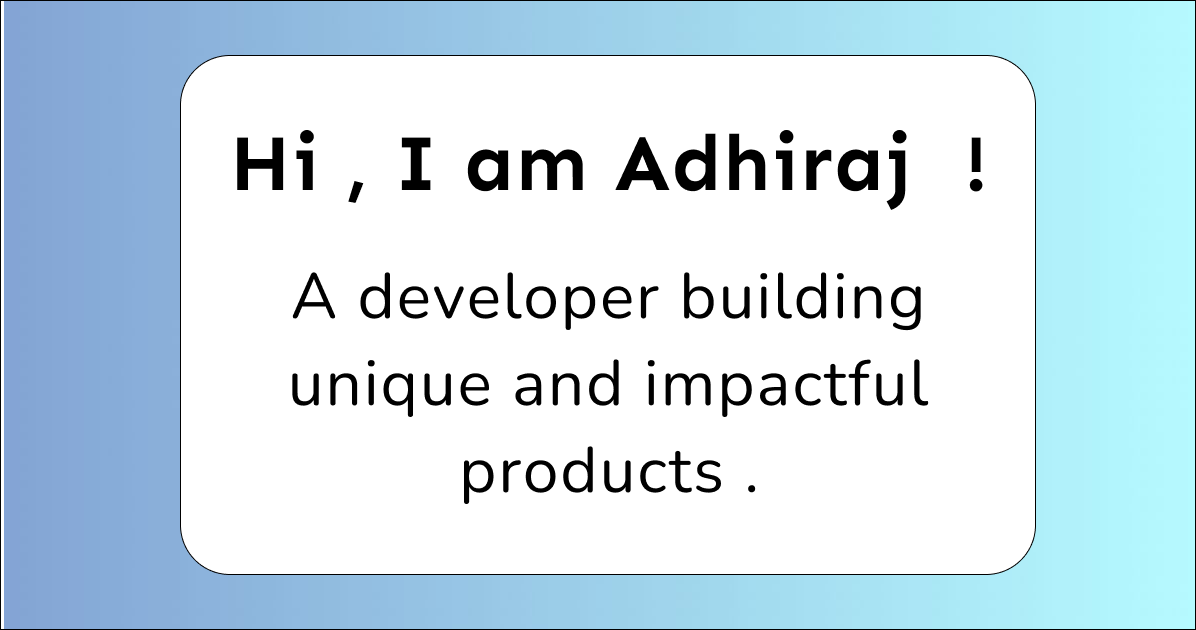 Hi , I am Adhiraj  !
A developer building
unique and impactful
products .